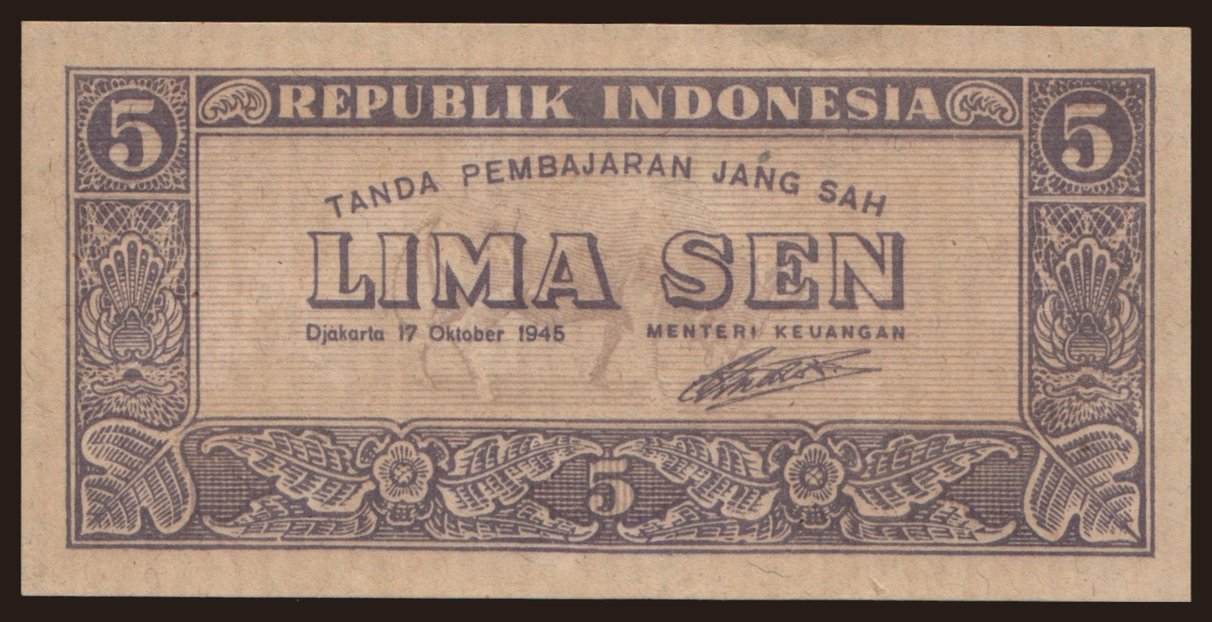 5 REPUBLIK INDONESIA 5
TANDA PEMBAJARAN JANG SAH
LIMA SEN
Djakarta 17 Oktober 1945 MENTERI KEUANGAN
5